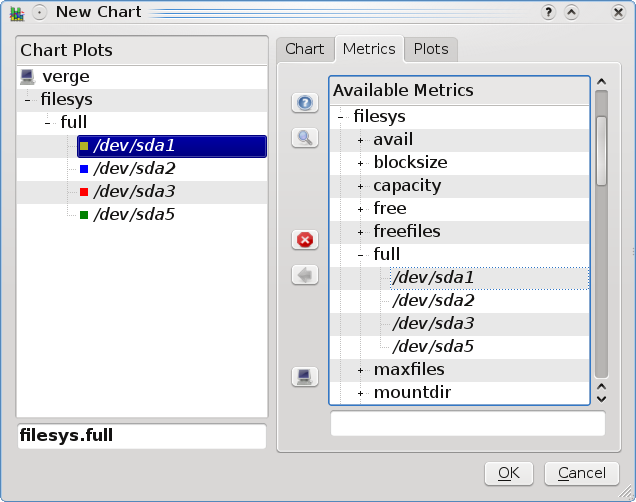 New Chart
Chart Plots
verge
filesys
full
/dev/sda1
/dev/sda2
/dev/sda3
/dev/sda5
filesys.full
Chart Metrics Plots
Available Metrics
filesys
avail
blocksize
capacity
free
freefiles
full
/dev/sda1
/dev/sda2
/dev/sda3
/dev/sda5
maxfiles
mountdir
OK Cancel